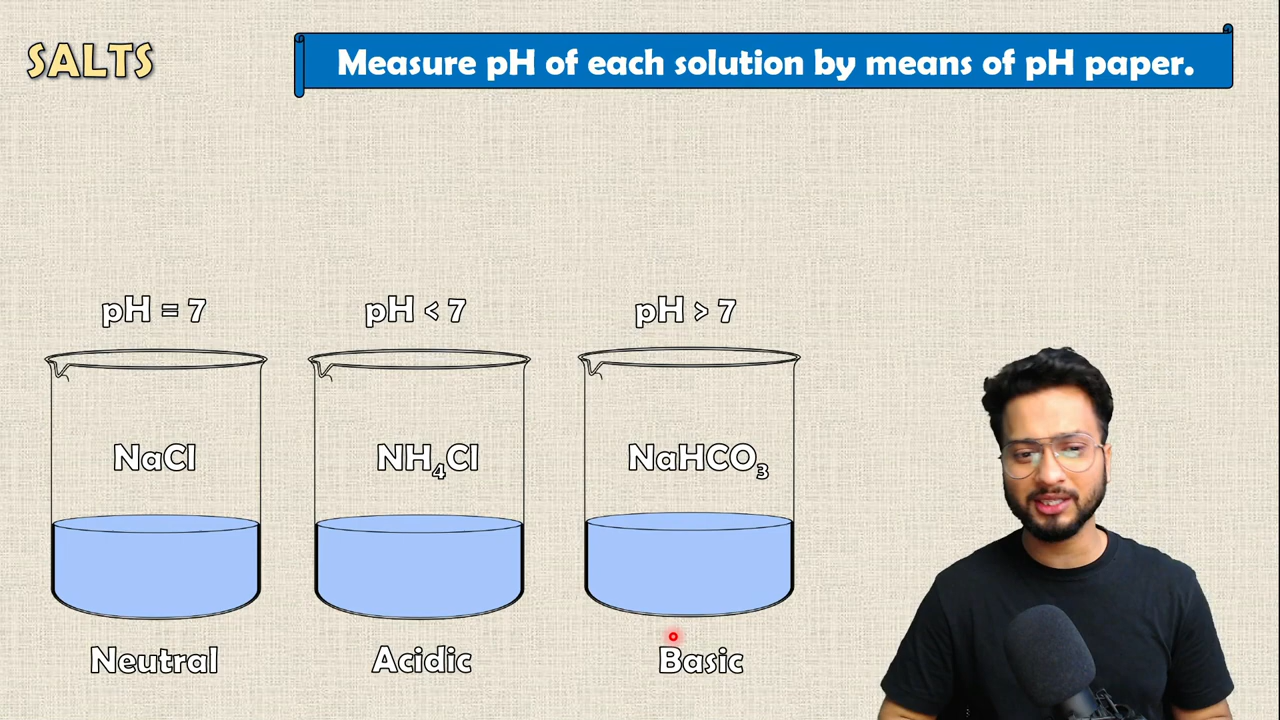 SALTS
Measure pH of each solution by means of pH paper.
pH = 7
pH < 7
pH > 7
NaCl
NH₄Cl
NaHCO₃
Neutral
Acidic
Basic